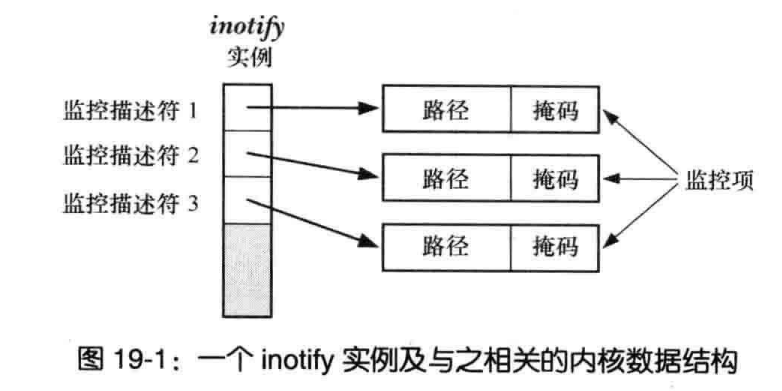 inotify
实例
监控描述符 1
路径
掩码
监控描述符 2
路径
掩码
监控项
监控描述符 3
路径
掩码
图 19-1：一个 inotify 实例及与之相关的内核数据结构